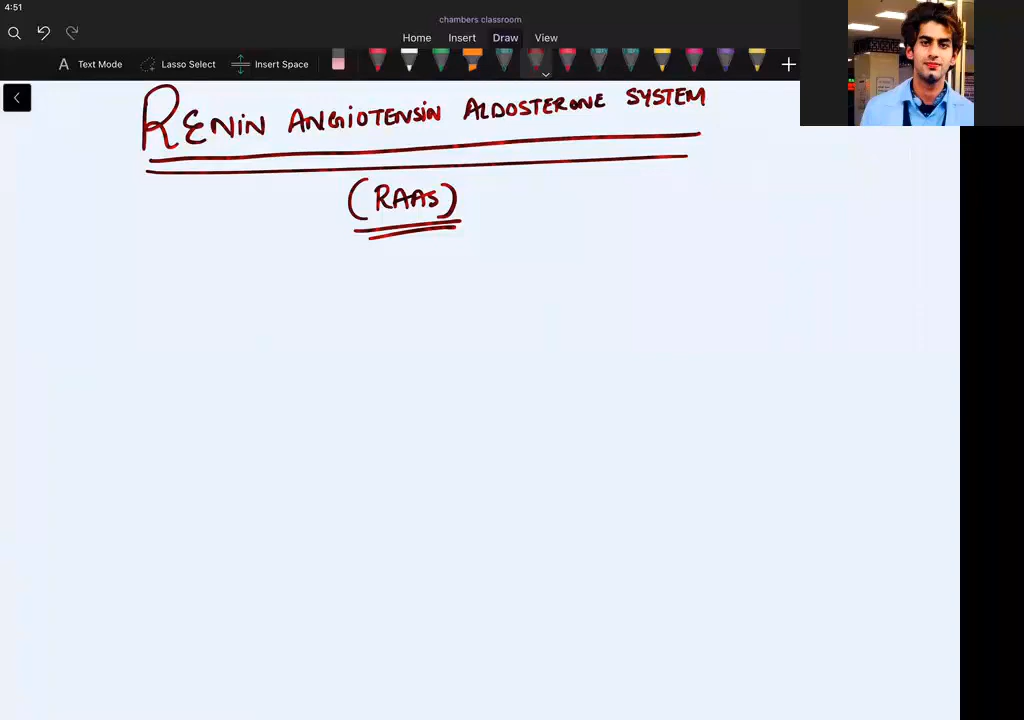 4:51
chambers classroom
Home Insert Draw View
Text Mode Lasso Select Insert Space
RENIN ANGIOTENSIN ALDOSTERONE SYSTEM
(RAAS)